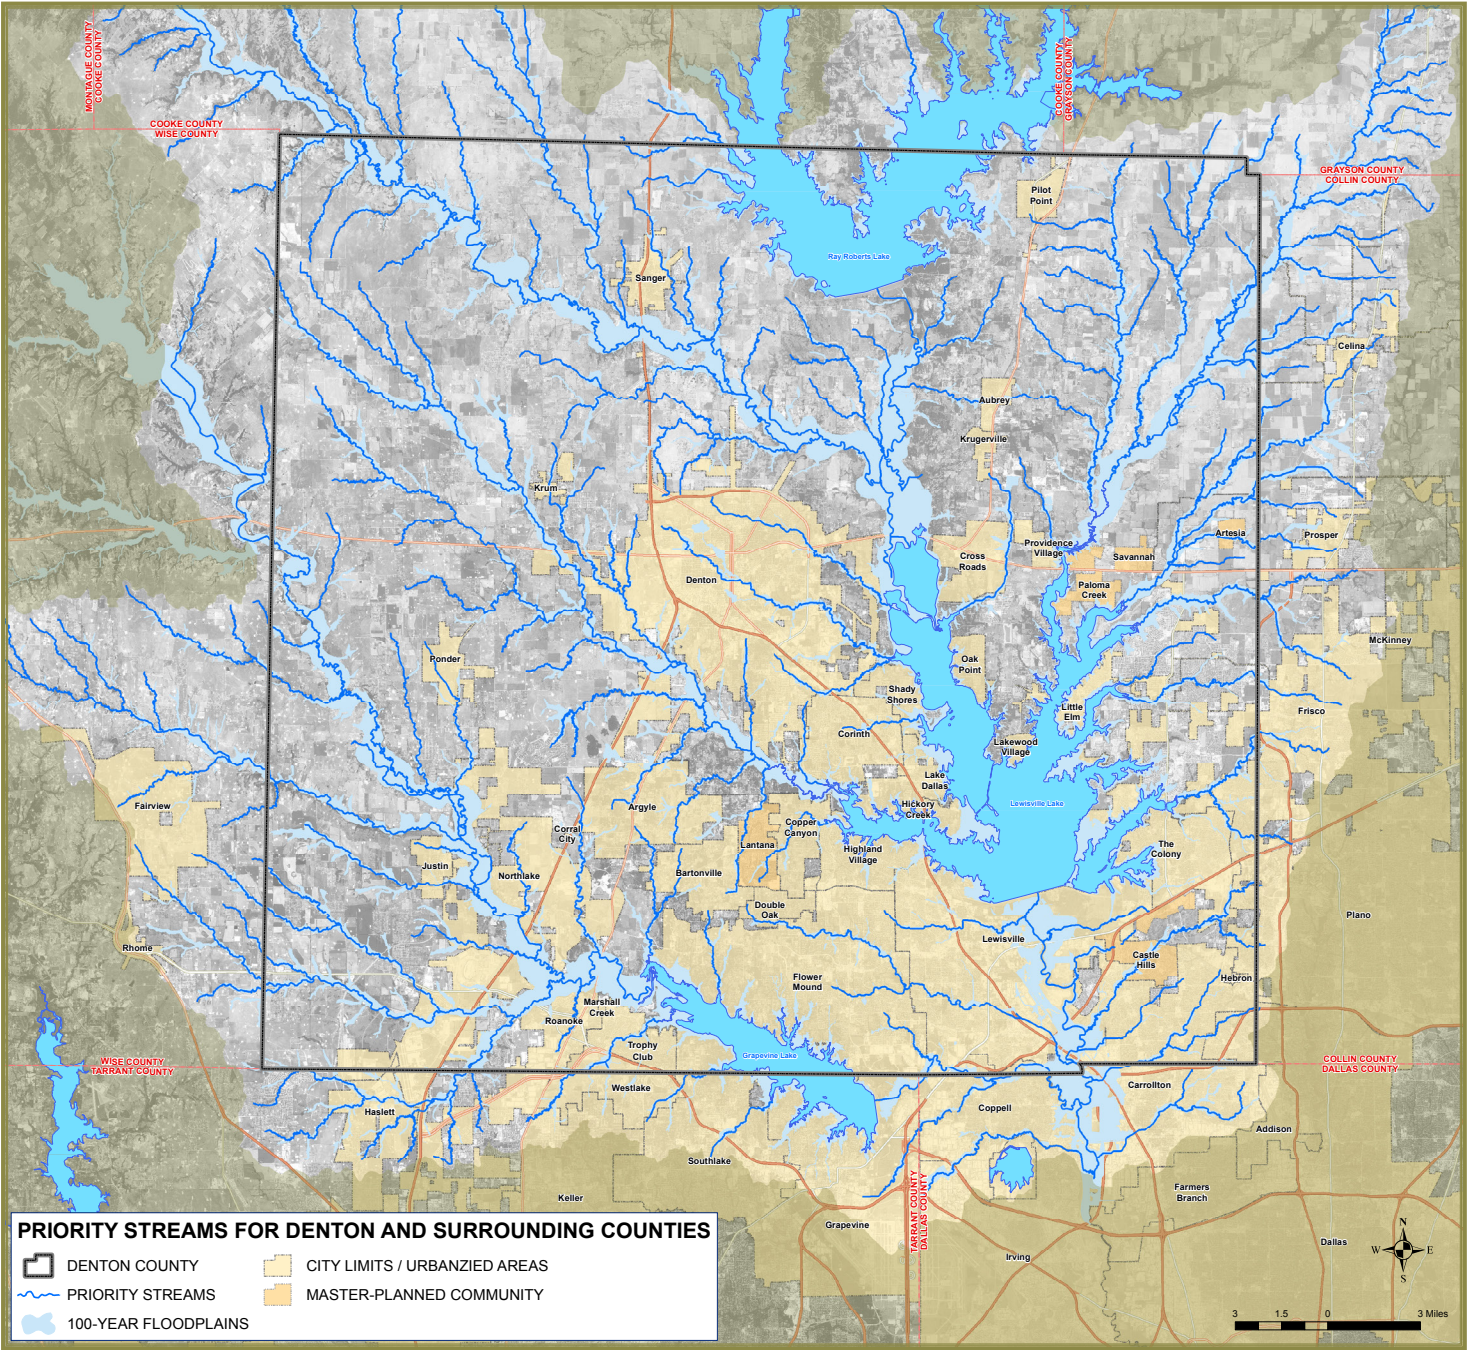 MONTAGUE COUNTY
COOKE COUNTY
COOKE COUNTY
WISE COUNTY
COOKE COUNTY
GRAYSON COUNTY
GRAYSON COUNTY
COLLIN COUNTY
Pilot
Point
Ray Roberts Lake
Sanger
Celina
Aubrey
Krugerville
Krum
Artesia
Prosper
Providence
Village
Savannah
Cross
Roads
Denton
Paloma
Creek
McKinney
Ponder
Oak
Point
Shady
Shores
Little
Elm
Frisco
Corinth
Lakewood
Village
Lake
Dallas
Lewisville Lake
Hickory
Creek
Fairview
Argyle
Copper
Canyon
Corral
City
Lantana
Highland
Village
The
Colony
Justin
Northlake
Bartonville
Double
Oak
Plano
Lewisville
Rhome
Castle
Hills
Hebron
Flower
Mound
Marshall
Creek
Roanoke
Trophy
Club
Grapevine Lake
WISE COUNTY
TARRANT COUNTY
COLLIN COUNTY
DALLAS COUNTY
Westlake
Carrollton
Haslett
Coppell
Addison
Southlake
TARRANT COUNTY
DALLAS COUNTY
Keller
Farmers
Branch
Grapevine
Irving
Dallas
N
W
E
S
PRIORITY STREAMS FOR DENTON AND SURROUNDING COUNTIES
DENTON COUNTY
CITY LIMITS / URBANZIED AREAS
PRIORITY STREAMS
MASTER-PLANNED COMMUNITY
100-YEAR FLOODPLAINS
3 1.5 0 3 Miles